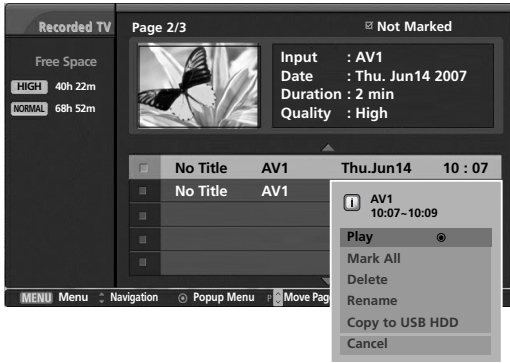 Recorded TV
Page 2/3
Not Marked
Free Space
HIGH 40h 22m
NORMAL 68h 52m
Input : AV1
Date : Thu. Jun14 2007
Duration : 2 min
Quality : High
No Title AV1 Thu.Jun14 10 : 07
No Title AV1
AV1
10:07~10:09
Play
Mark All
Delete
Rename
Copy to USB HDD
Cancel
MENU Menu Navigation Popup Menu P Move Pag